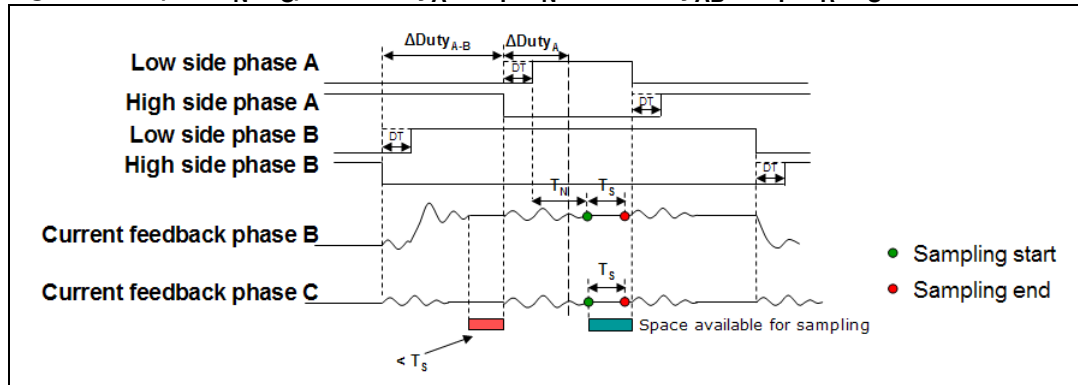 ΔDuty A-B ΔDuty A
Low side phase A
DT
High side phase A
DT
Low side phase B
DT
High side phase B
DT
T N T S
Current feedback phase B
Sampling start
T S
Current feedback phase C
Sampling end
Space available for sampling
< T S